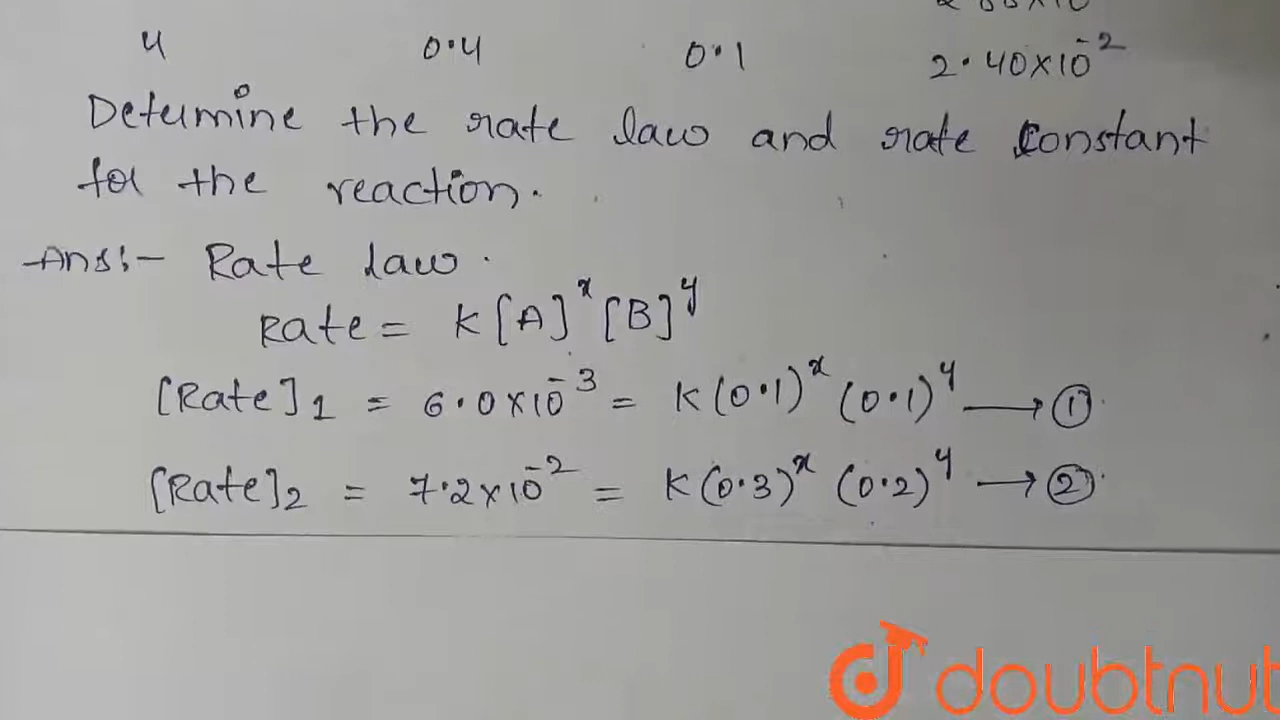 4 0.4 0.1 2.40×10⁻²
Determine the rate law and rate constant
for the reaction.
Ans:- Rate law.
Rate = K[A]ˣ[B]ʸ
[Rate]₁ = 6.0×10⁻³ = K(0.1)ˣ (0.1)ʸ → ①
[Rate]₂ = 7.2×10⁻² = K(0.3)ˣ (0.2)ʸ → ②
doubtnut